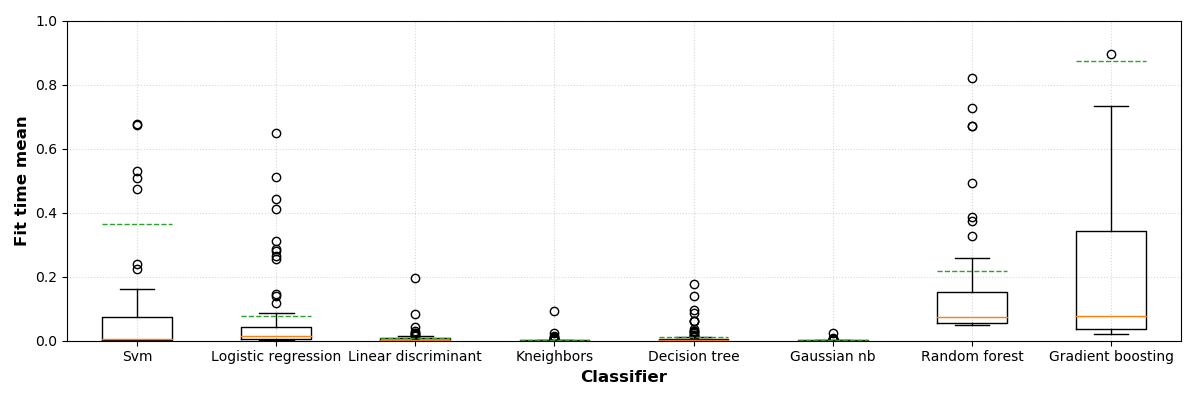 1.0
0.8
0.6
0.4
0.2
0.0
Fit time mean
Svm Logistic regression Linear discriminant Kneighbors Decision tree Gaussian nb Random forest Gradient boosting
Classifier